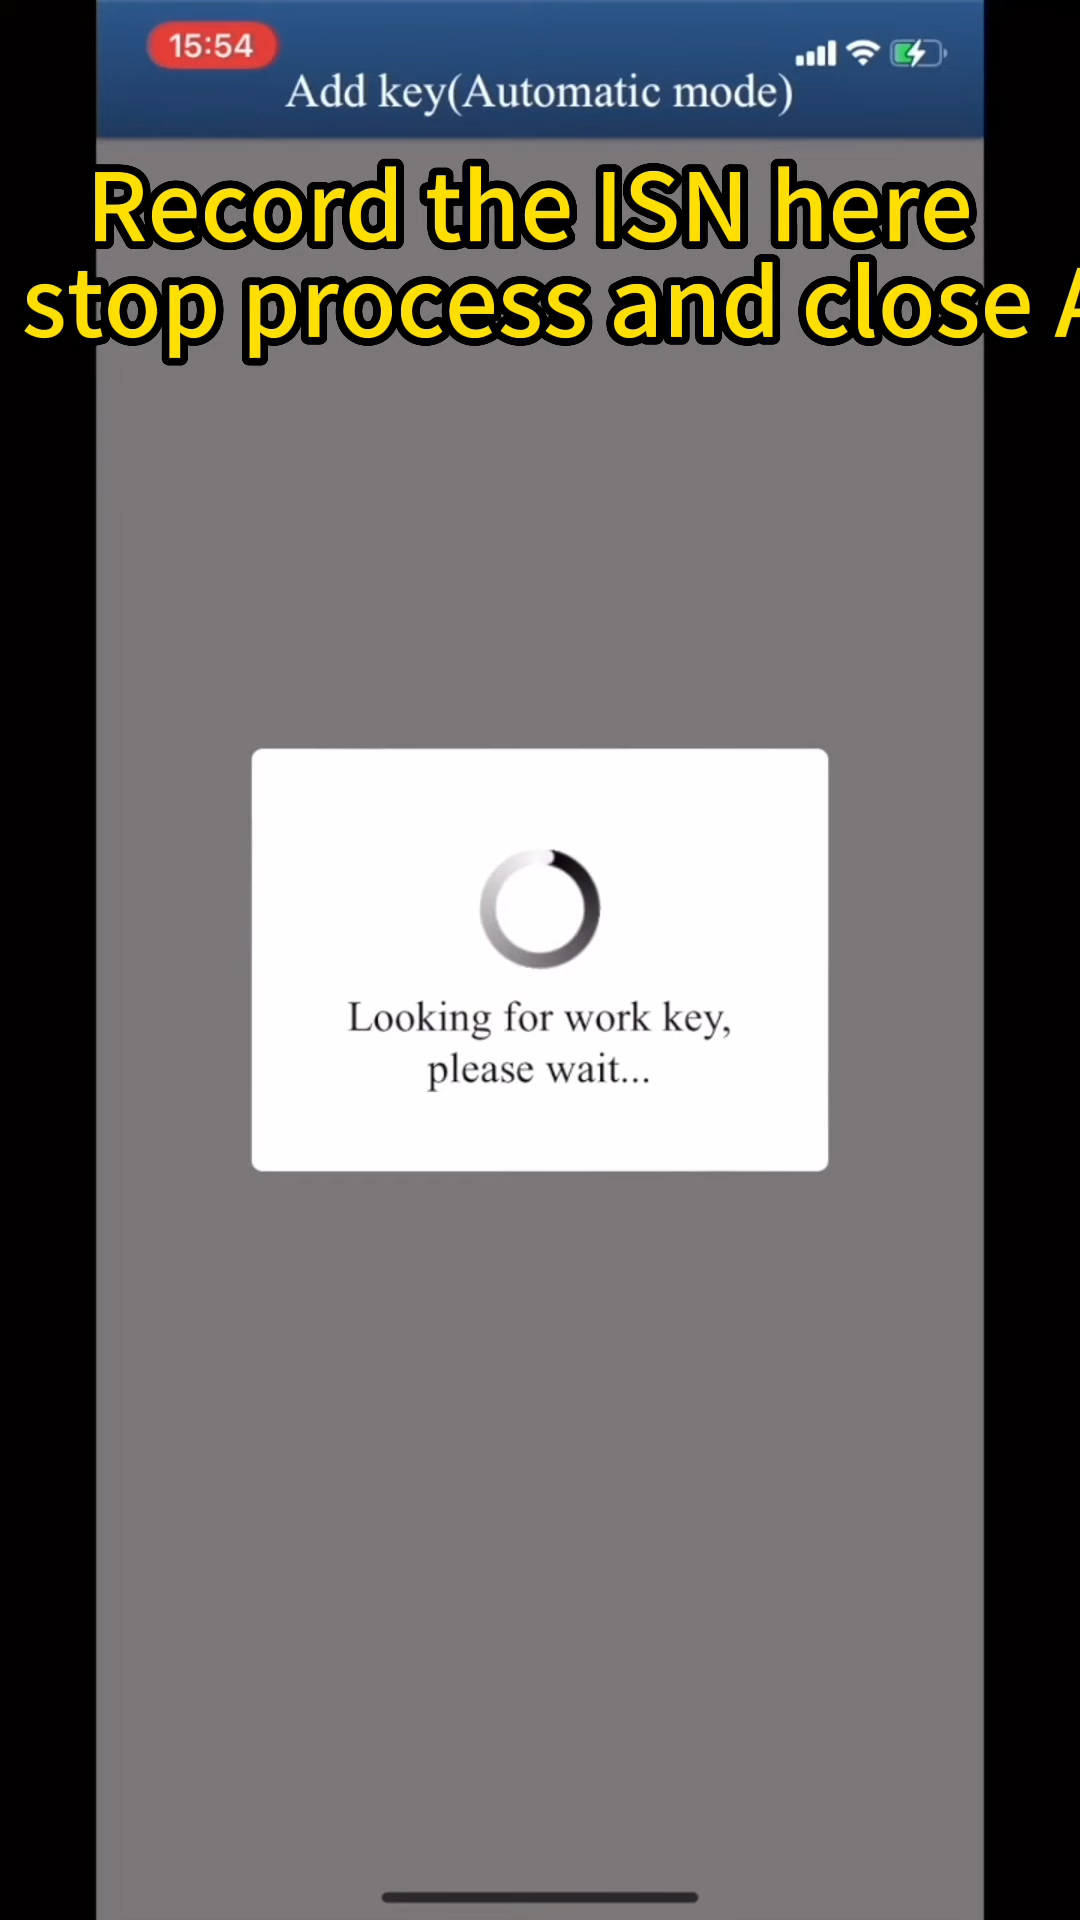 15:54
Add key(Automatic mode)
Record the ISN here
stop process and close
Looking for work key,
please wait...